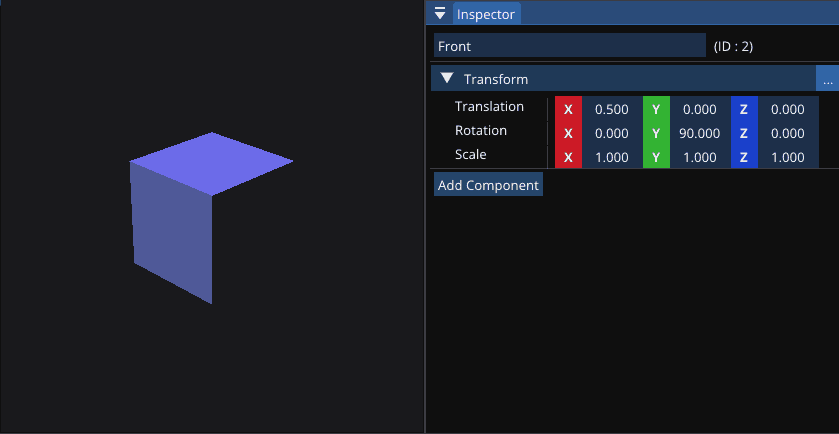 Inspector
Front (ID : 2)
Transform ...
Translation X 0.500 Y 0.000 Z 0.000
Rotation X 0.000 Y 90.000 Z 0.000
Scale X 1.000 Y 1.000 Z 1.000
Add Component